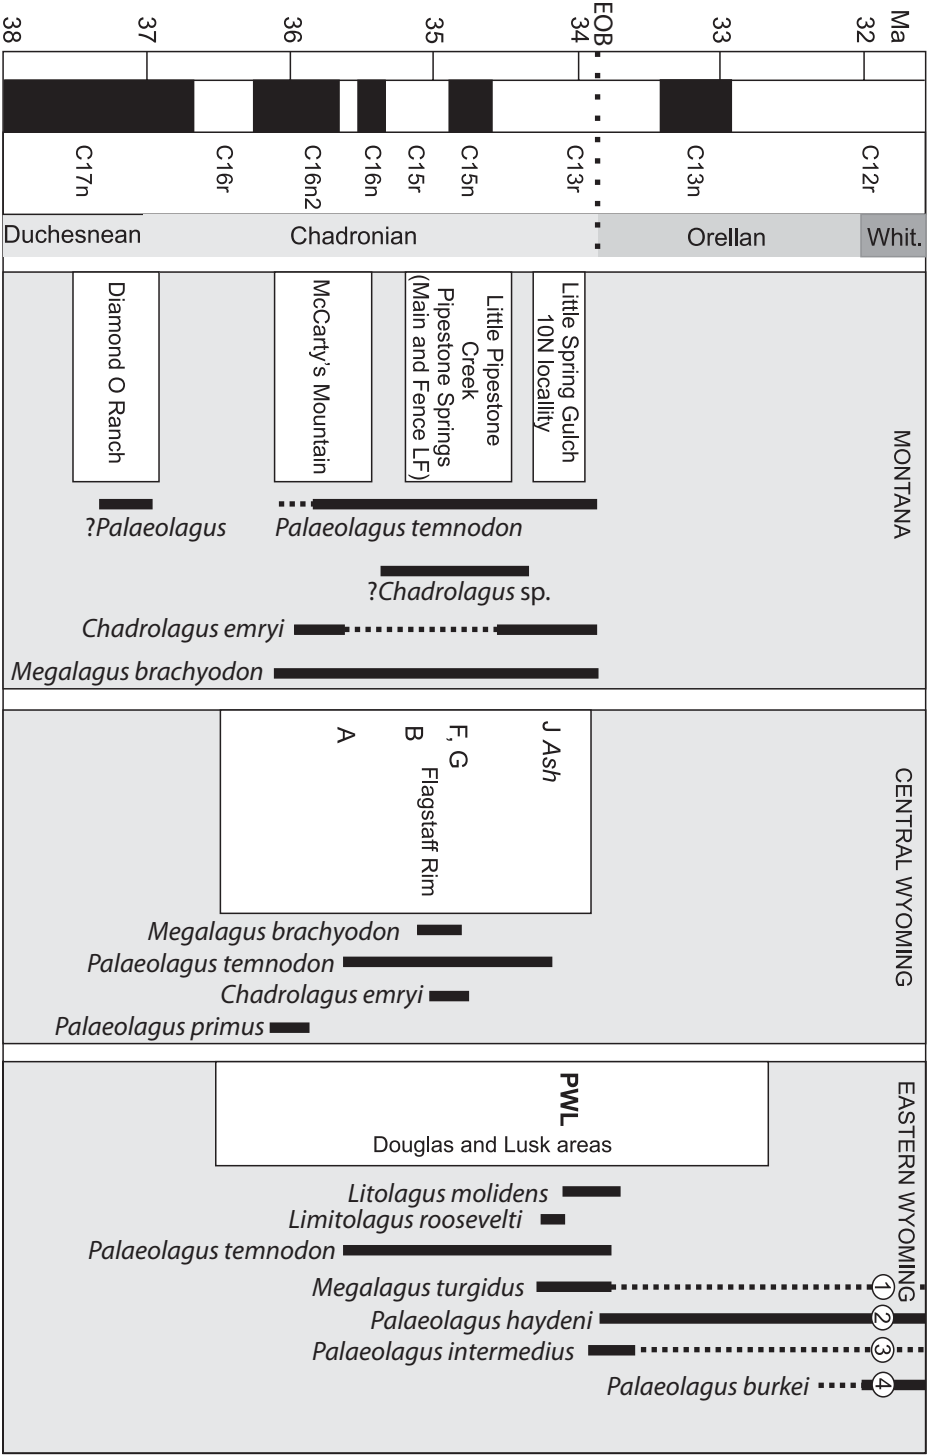 Ma
32
33
EOB
34
35
36
37
38
C12r
C13n
C13r
C15n
C15r
C16n
C16n2
C16r
C17n
Duchesnean
Chadronian
Orellan
Whit.
MONTANA
Little Spring Gulch
10N locallity
Little Pipestone
Creek
Pipestone Springs
(Main and Fence LF)
McCarty's Mountain
Diamond O Ranch
?Palaeolagus
Palaeolagus temnodon
?Chadrolagus sp.
Chadrolagus emryi
Megalagus brachyodon
CENTRAL WYOMING
J Ash
F, G
B
A
Flagstaff Rim
Megalagus brachyodon
Palaeolagus temnodon
Chadrolagus emryi
Palaeolagus primus
EASTERN WYOMING
PWL
Douglas and Lusk areas
Litolagus molidens
Limitolagus roosevelti
Palaeolagus temnodon
Megalagus turgidus
1
Palaeolagus haydeni
2
Palaeolagus intermedius
3
Palaeolagus burkei
4